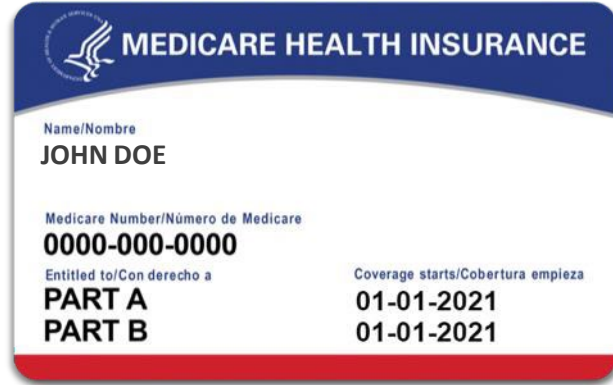 MEDICARE HEALTH INSURANCE
Name/Nombre
JOHN DOE
Medicare Number/Número de Medicare
0000-000-0000
Entitled to/Con derecho a Coverage starts/Cobertura empieza
PART A 01-01-2021
PART B 01-01-2021